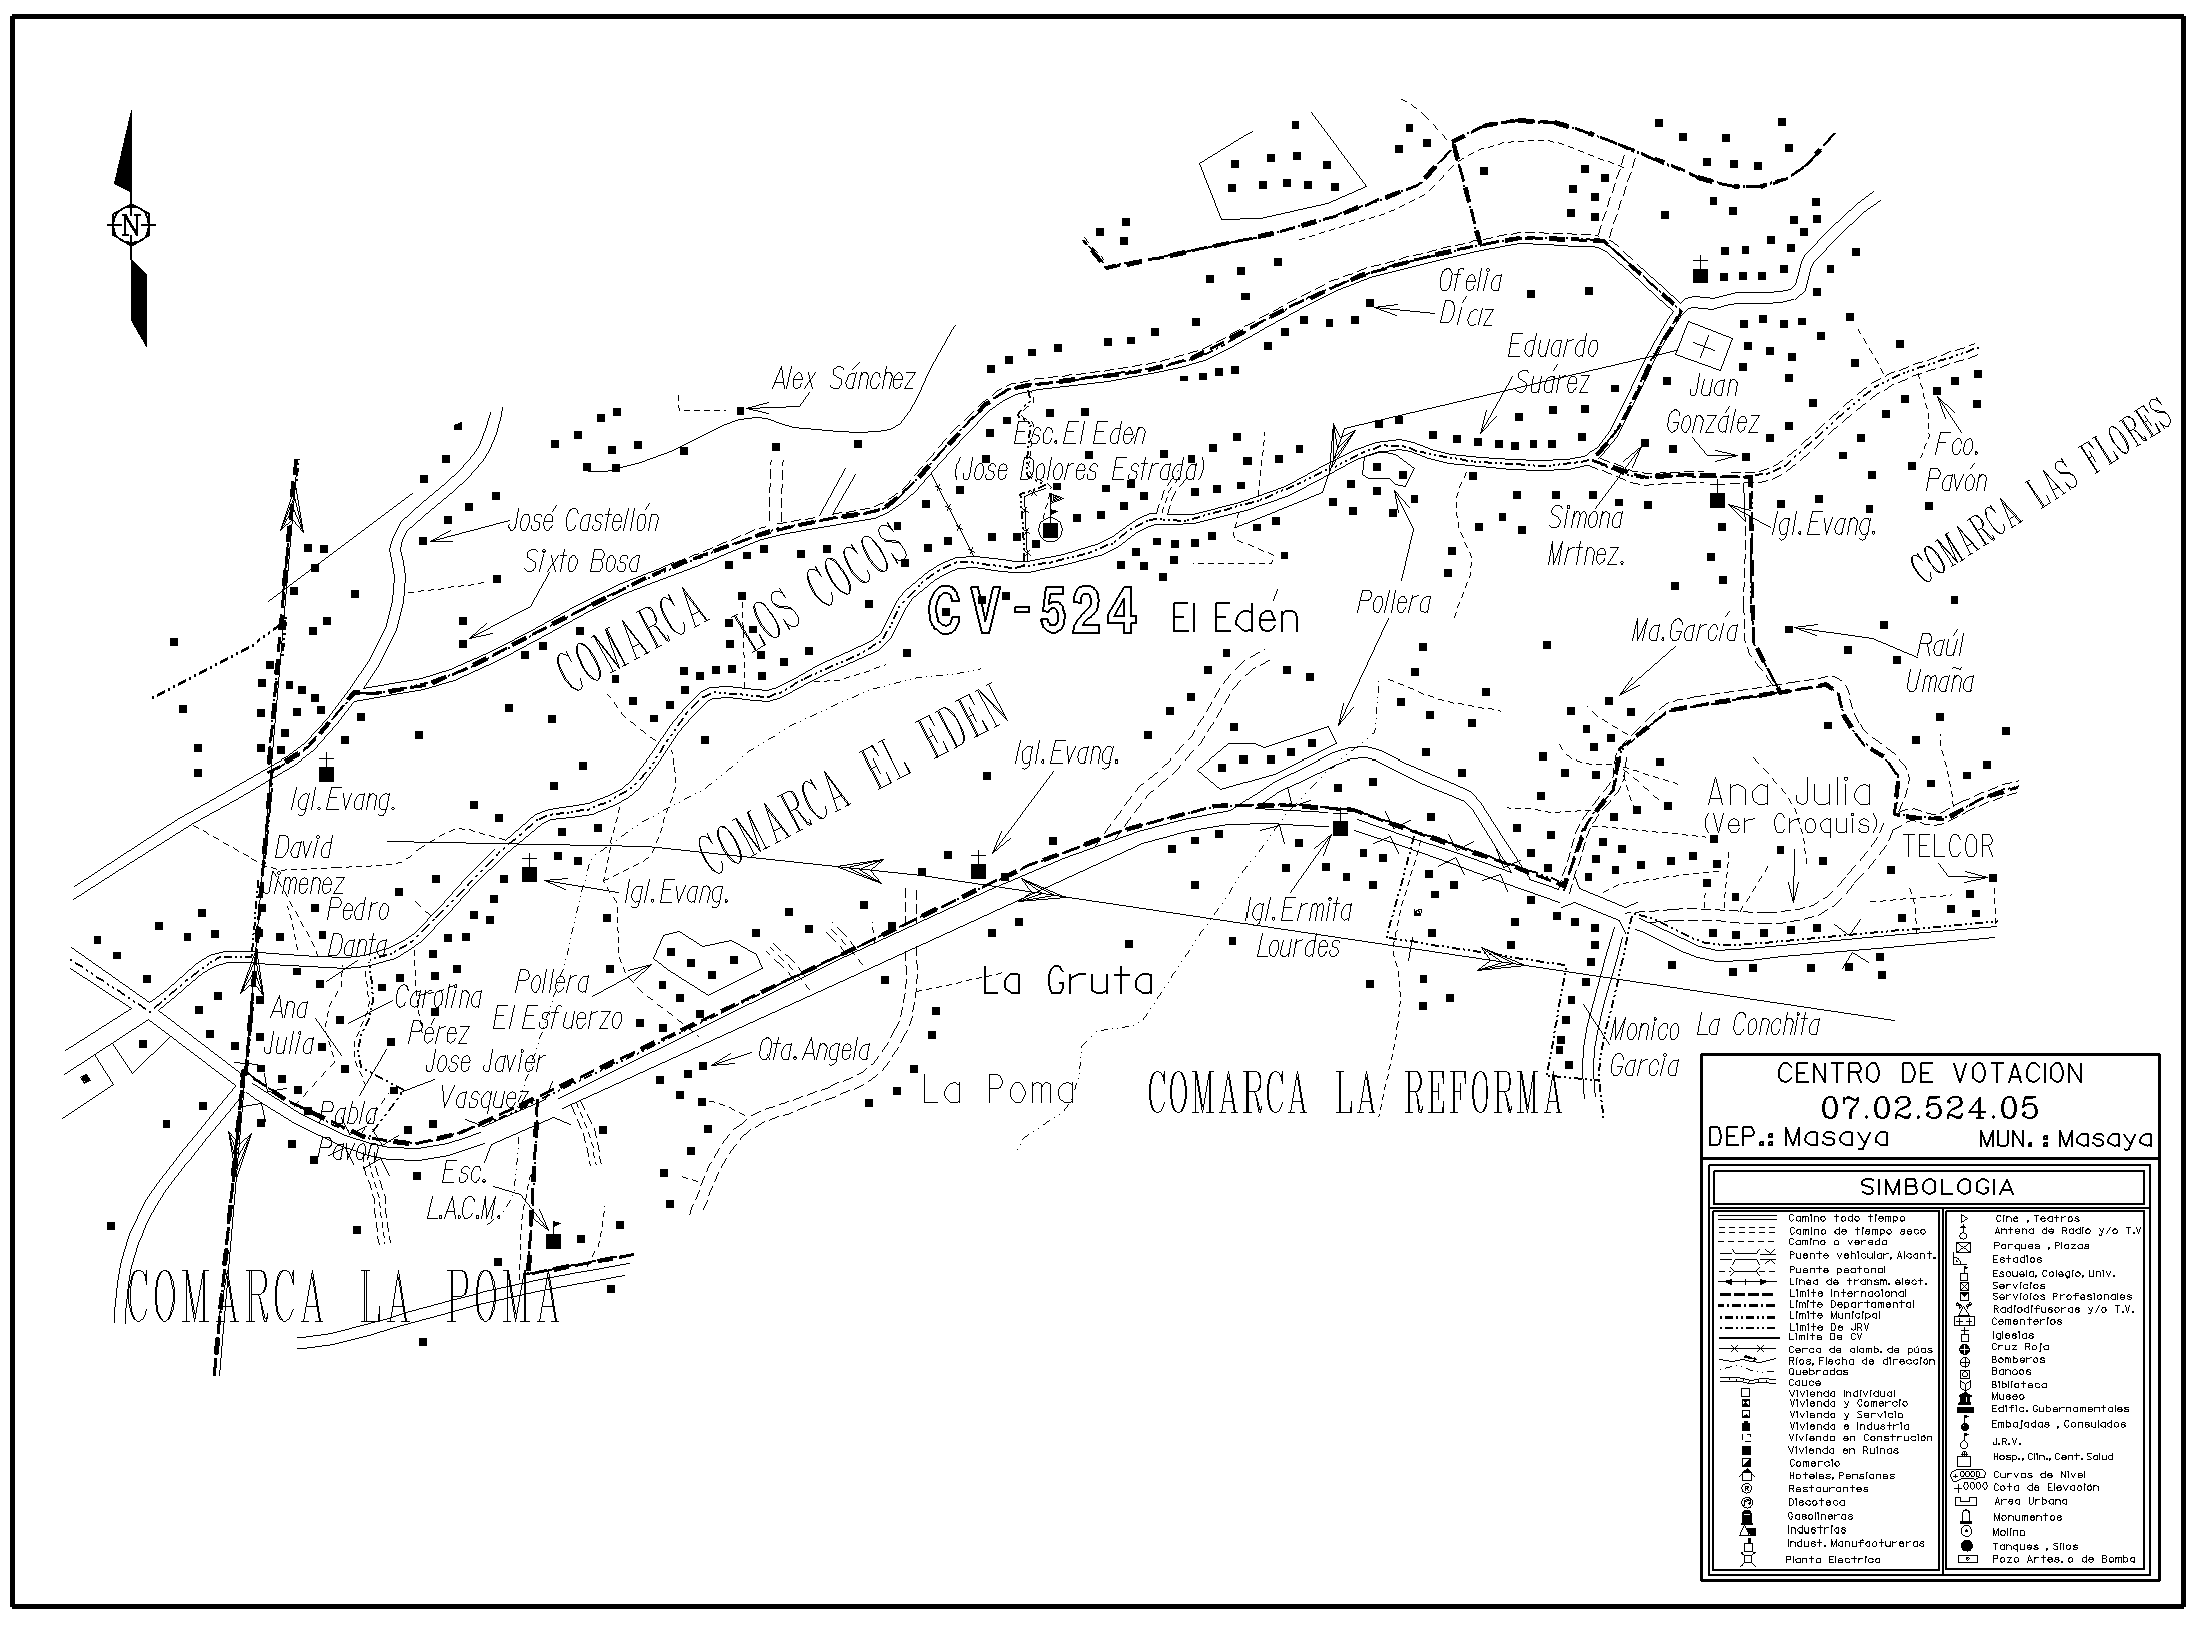 N
Ofelia
Díaz
Eduardo
Suárez
Alex Sánchez
Juan
González
Esc. El Eden
(Jose Dolores Estrada)
Fco.
Pavón
COMARCA LAS FLORES
José Castellón
Sixto Bosa
Simona
Mrtnez.
Igl.Evang.
COMARCA LOS COCOS
CV-524
El Edén
Pollera
Ma.García
Raúl
Umaña
COMARCA EL EDEN
Igl.Evang.
Igl.Evang.
Ana Julia
(Ver Croquis)
TELCOR
David
Jimenez
Pedro
Danta
Igl.Evang.
Igl.Ermita
Lourdes
Pollera
El Esfuerzo
La Gruta
Carolina
Perez
Ana
Julia
Jose Javier
Vasquez
Qta.Angela
La Poma
COMARCA LA REFORMA
Monico
Garcia
La Conchita
Pabla
Pavon
Esc.
L.A.C.M.
COMARCA LA POMA
CENTRO DE VOTACION
07.02.524.05
DEP.: Masaya MUN.: Masaya
SIMBOLOGIA
Camino todo tiempo
Camino de tiempo seco
Camino o vereda
Puente vehicular, Alcant.
Puente peatonal
Linea de transm. elect.
Limite Internacional
Limite Departamental
Limite Municipal
Limite De JRV
Limite De CV
Cerca de alamb. de púas
Ríos, Flecha de dirección
Quebradas
Cauce
Vivienda Individual
Vivienda y Comercio
Vivienda y Servicio
Vivienda e Industria
Vivienda en Construción
Vivienda en Ruinas
Comercio
Hoteles, Pensiones
Restaurantes
Discoteca
Gasolineras
Industrias
Indust. Manufactureras
Planta Electrica
Cine , Teatros
Antena de Radio y/o T.V
Parques , Plazas
Estadios
Escuela, Colegio, Univ.
Servicios
Servicios Profesionales
Radiodifusoras y/o T.V.
Cementerios
Iglesias
Cruz Roja
Bomberos
Bancos
Biblioteca
Museo
Edific. Gubernamentales
Embajadas , Consulados
J.R.V.
Hosp., Clin., Cent. Salud
Curvas de Nivel
Cota de Elevación
Area Urbana
Monumentos
Molino
Tanques , Silos
Pozo Artes. o de Bomba